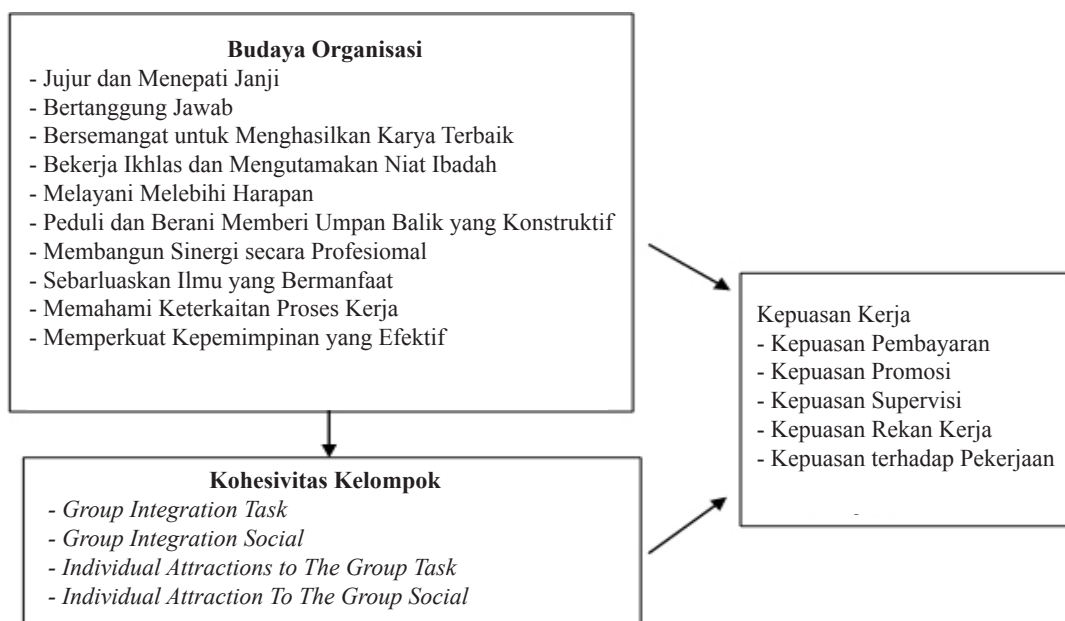 Budaya Organisasi
- Jujur dan Menepati Janji
- Bertanggung Jawab
- Bersemangat untuk Menghasilkan Karya Terbaik
- Bekerja Ikhlas dan Mengutamakan Niat Ibadah
- Melayani Melebihi Harapan
- Peduli dan Berani Memberi Umpan Balik yang Konstruktif
- Membangun Sinergi secara Profesiomal
- Sebarluaskan Ilmu yang Bermanfaat
- Memahami Keterkaitan Proses Kerja
- Memperkuat Kepemimpinan yang Efektif
Kohesivitas Kelompok
- Group Integration Task
- Group Integration Social
- Individual Attractions to The Group Task
- Individual Attraction To The Group Social
Kepuasan Kerja
- Kepuasan Pembayaran
- Kepuasan Promosi
- Kepuasan Supervisi
- Kepuasan Rekan Kerja
- Kepuasan terhadap Pekerjaan